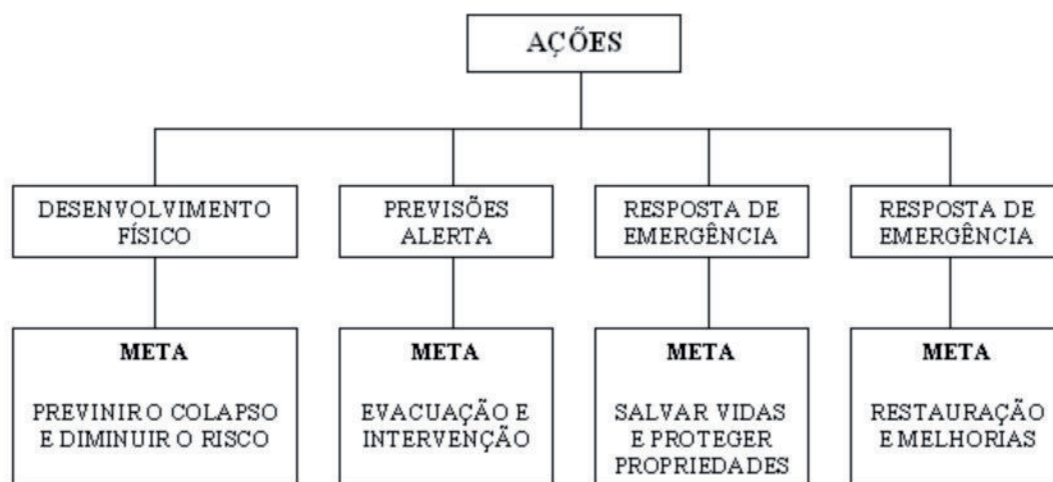 AÇÕES
DESENVOLVIMENTO
FÍSICO
PREVISÕES
ALERTA
RESPOSTA DE
EMERGÊNCIA
RESPOSTA DE
EMERGÊNCIA
META
PREVINIR O COLAPSO
E DIMINUIR O RISCO
META
EVACUAÇÃO E
INTERVENÇÃO
META
SALVAR VIDAS
E PROTEGER
PROPRIEDADES
META
RESTAURAÇÃO
E MELHORIAS